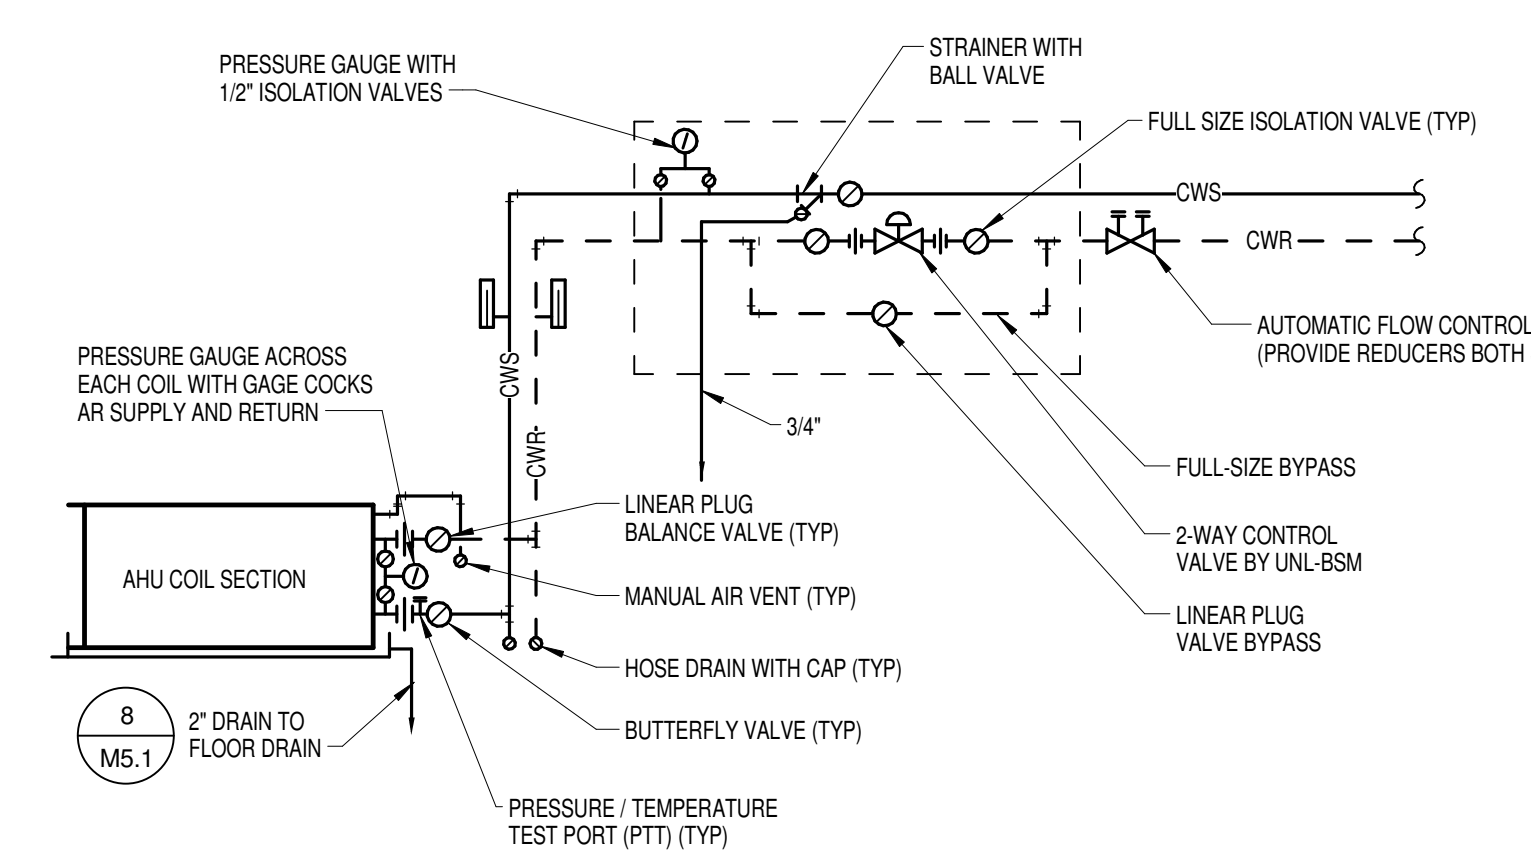 PRESSURE GAUGE WITH
1/2" ISOLATION VALVES
STRAINER WITH
BALL VALVE
FULL SIZE ISOLATION VALVE (TYP)
CWS
CWR
AUTOMATIC FLOW CONTROL
(PROVIDE REDUCERS BOTH
PRESSURE GAUGE ACROSS
EACH COIL WITH GAGE COCKS
AR SUPPLY AND RETURN
CWS
CWR
3/4"
FULL-SIZE BYPASS
LINEAR PLUG
BALANCE VALVE (TYP)
2-WAY CONTROL
VALVE BY UNL-BSM
AHU COIL SECTION
MANUAL AIR VENT (TYP)
LINEAR PLUG
VALVE BYPASS
HOSE DRAIN WITH CAP (TYP)
8
M5.1
2" DRAIN TO
FLOOR DRAIN
BUTTERFLY VALVE (TYP)
PRESSURE / TEMPERATURE
TEST PORT (PTT) (TYP)